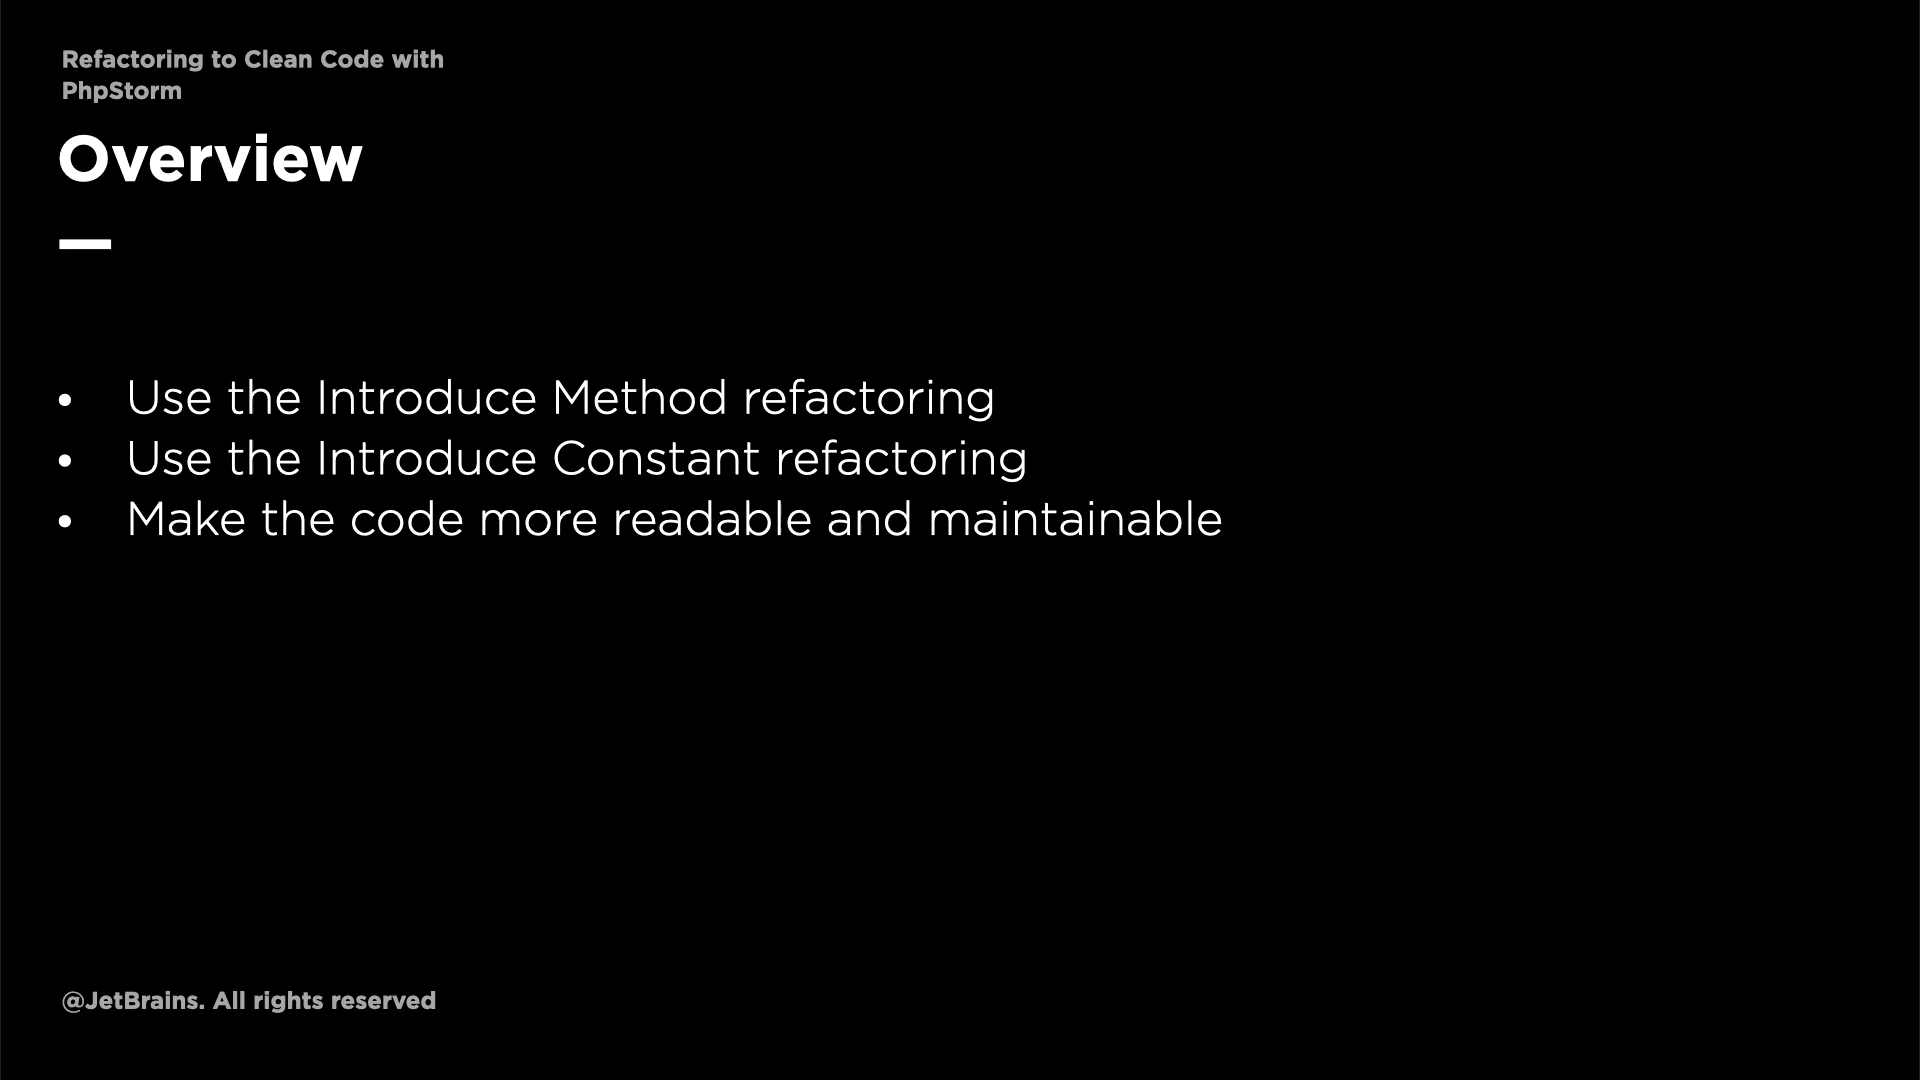 Refactoring to Clean Code with
PhpStorm
Overview
• Use the Introduce Method refactoring
• Use the Introduce Constant refactoring
• Make the code more readable and maintainable
@JetBrains. All rights reserved